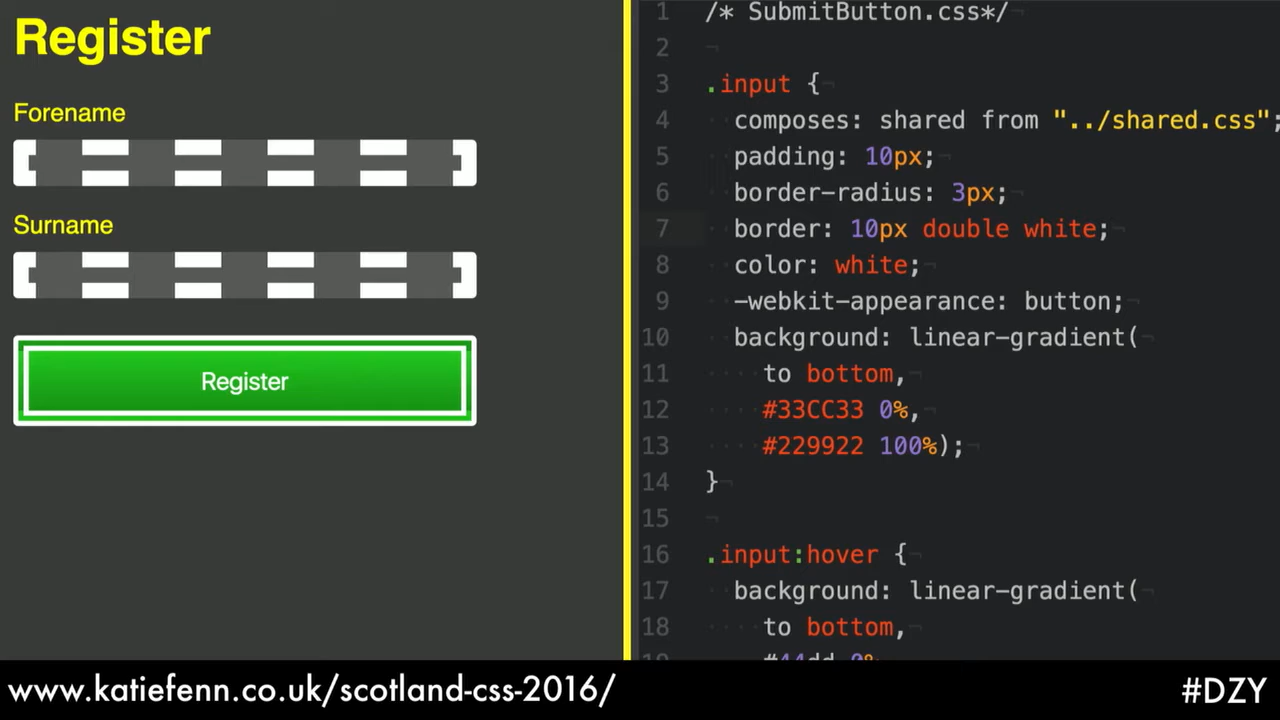 Register
Forename
Surname
Register
1 /* SubmitButton.css*/
2
3 .input {
4 composes: shared from "../shared.css";
5 padding: 10px;
6 border-radius: 3px;
7 border: 10px double white;
8 color: white;
9 -webkit-appearance: button;
10 background: linear-gradient(
11 to bottom,
12 #33CC33 0%,
13 #229922 100%);
14 }
15
16 .input:hover {
17 background: linear-gradient(
18 to bottom,
www.katiefenn.co.uk/scotland-css-2016/
#DZY